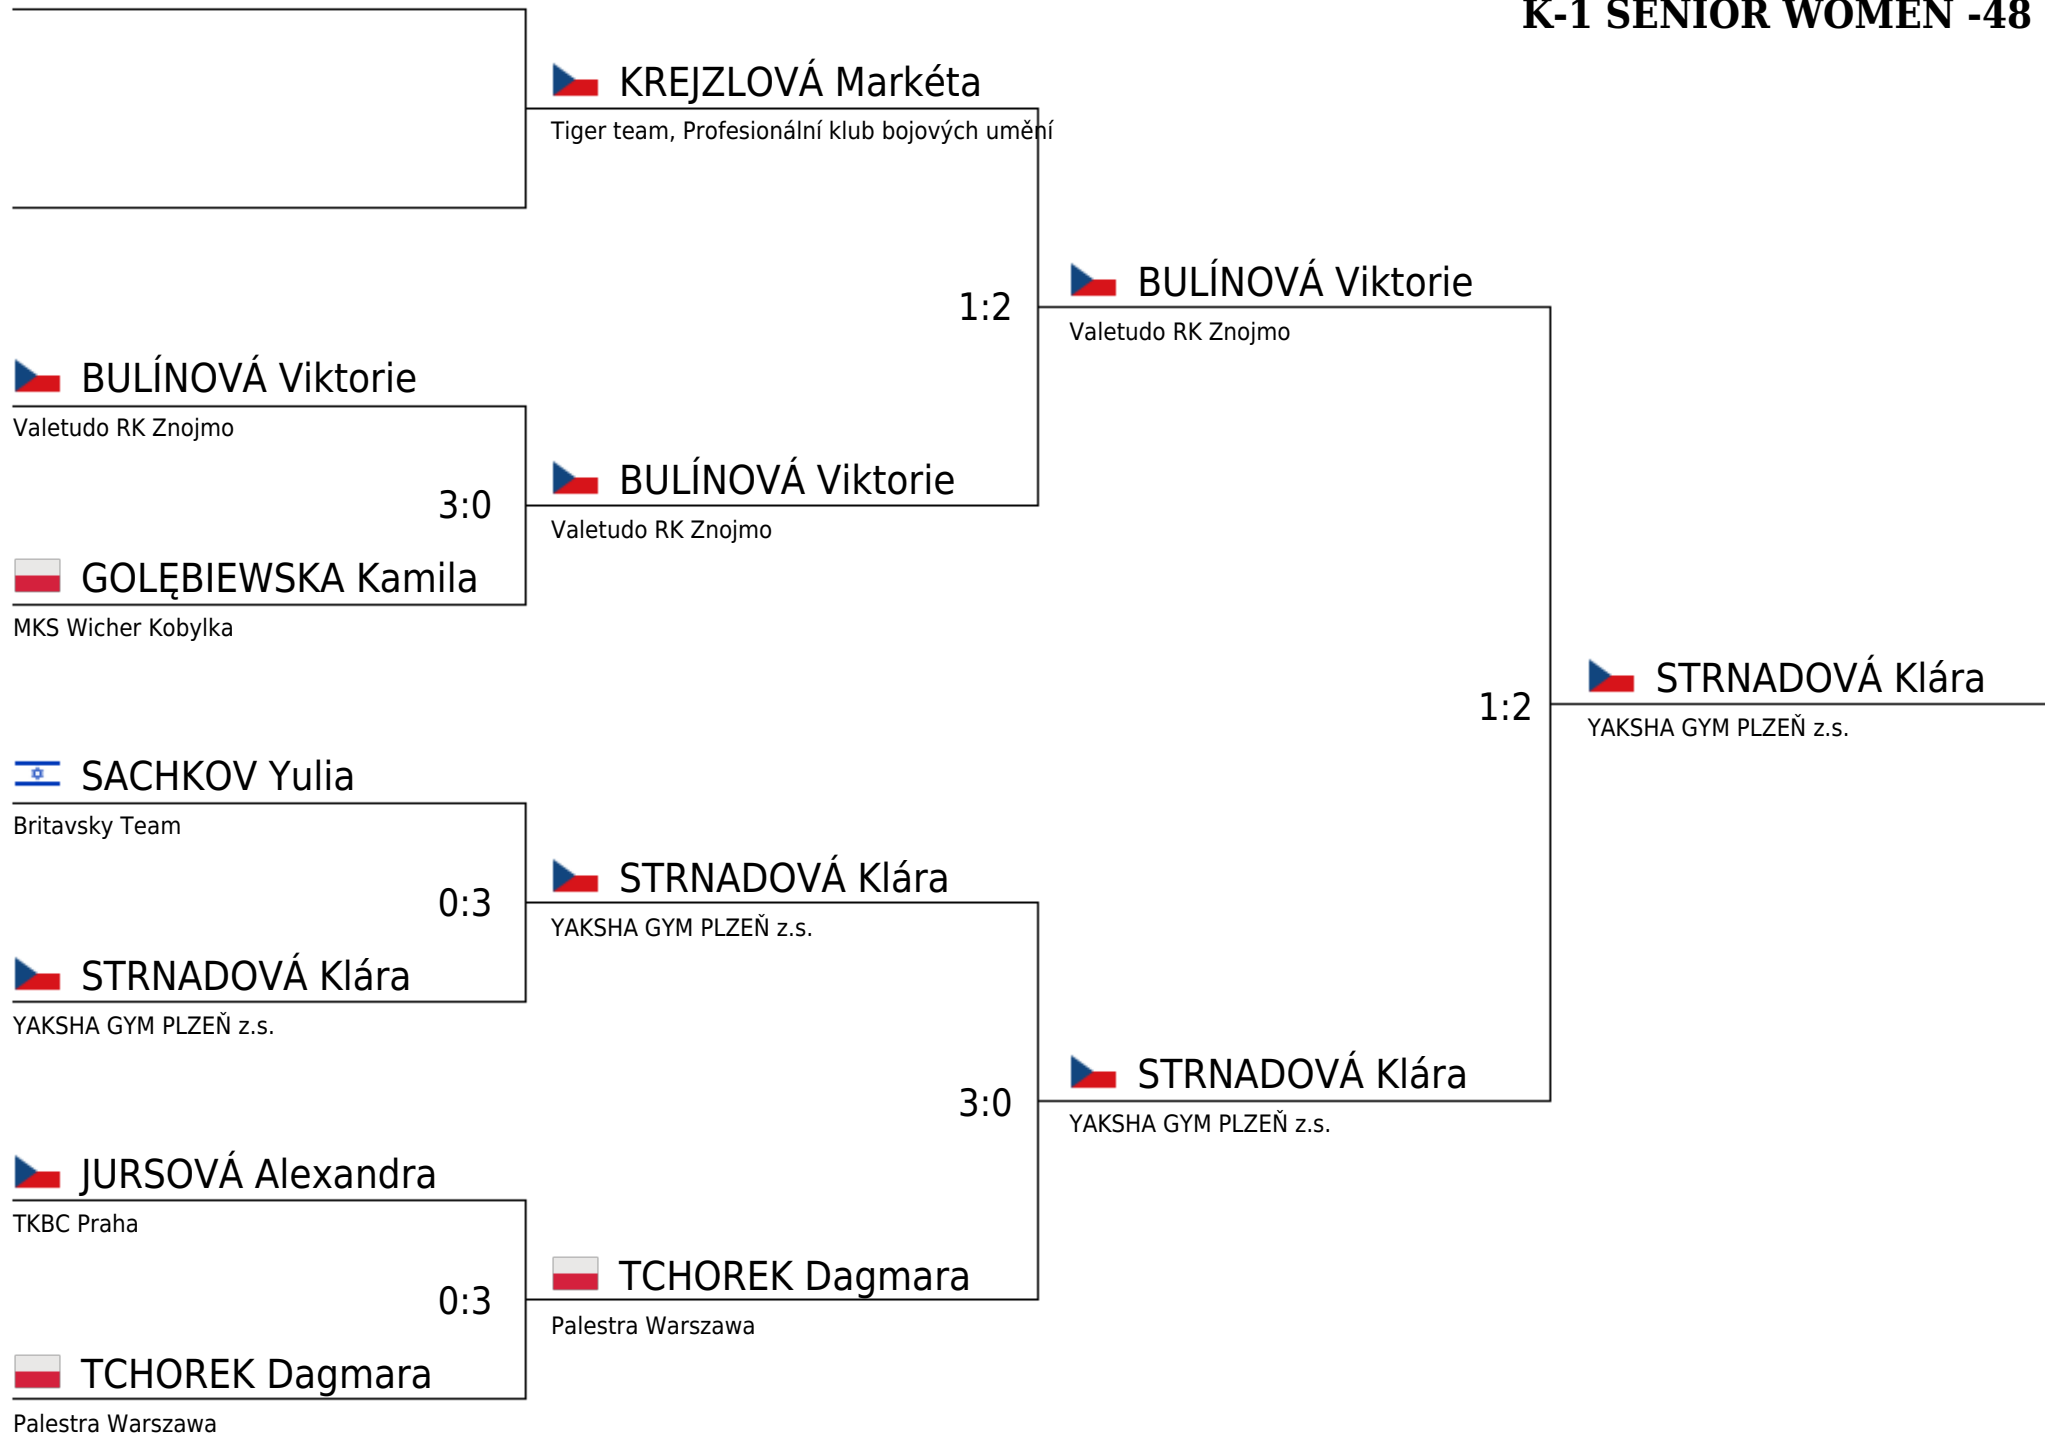 K-1 SENIOR WOMEN -48
KREJZLOVÁ Markéta
Tiger team, Profesionální klub bojových umění
1:2
BULÍNOVÁ Viktorie
Valetudo RK Znojmo
BULÍNOVÁ Viktorie
Valetudo RK Znojmo
3:0
BULÍNOVÁ Viktorie
Valetudo RK Znojmo
GOLĘBIEWSKA Kamila
MKS Wicher Kobylka
1:2
STRNADOVÁ Klára
YAKSHA GYM PLZEŇ z.s.
SACHKOV Yulia
Britavsky Team
0:3
STRNADOVÁ Klára
YAKSHA GYM PLZEŇ z.s.
STRNADOVÁ Klára
YAKSHA GYM PLZEŇ z.s.
3:0
STRNADOVÁ Klára
YAKSHA GYM PLZEŇ z.s.
JURSOVÁ Alexandra
TKBC Praha
0:3
TCHOREK Dagmara
Palestra Warszawa
TCHOREK Dagmara
Palestra Warszawa